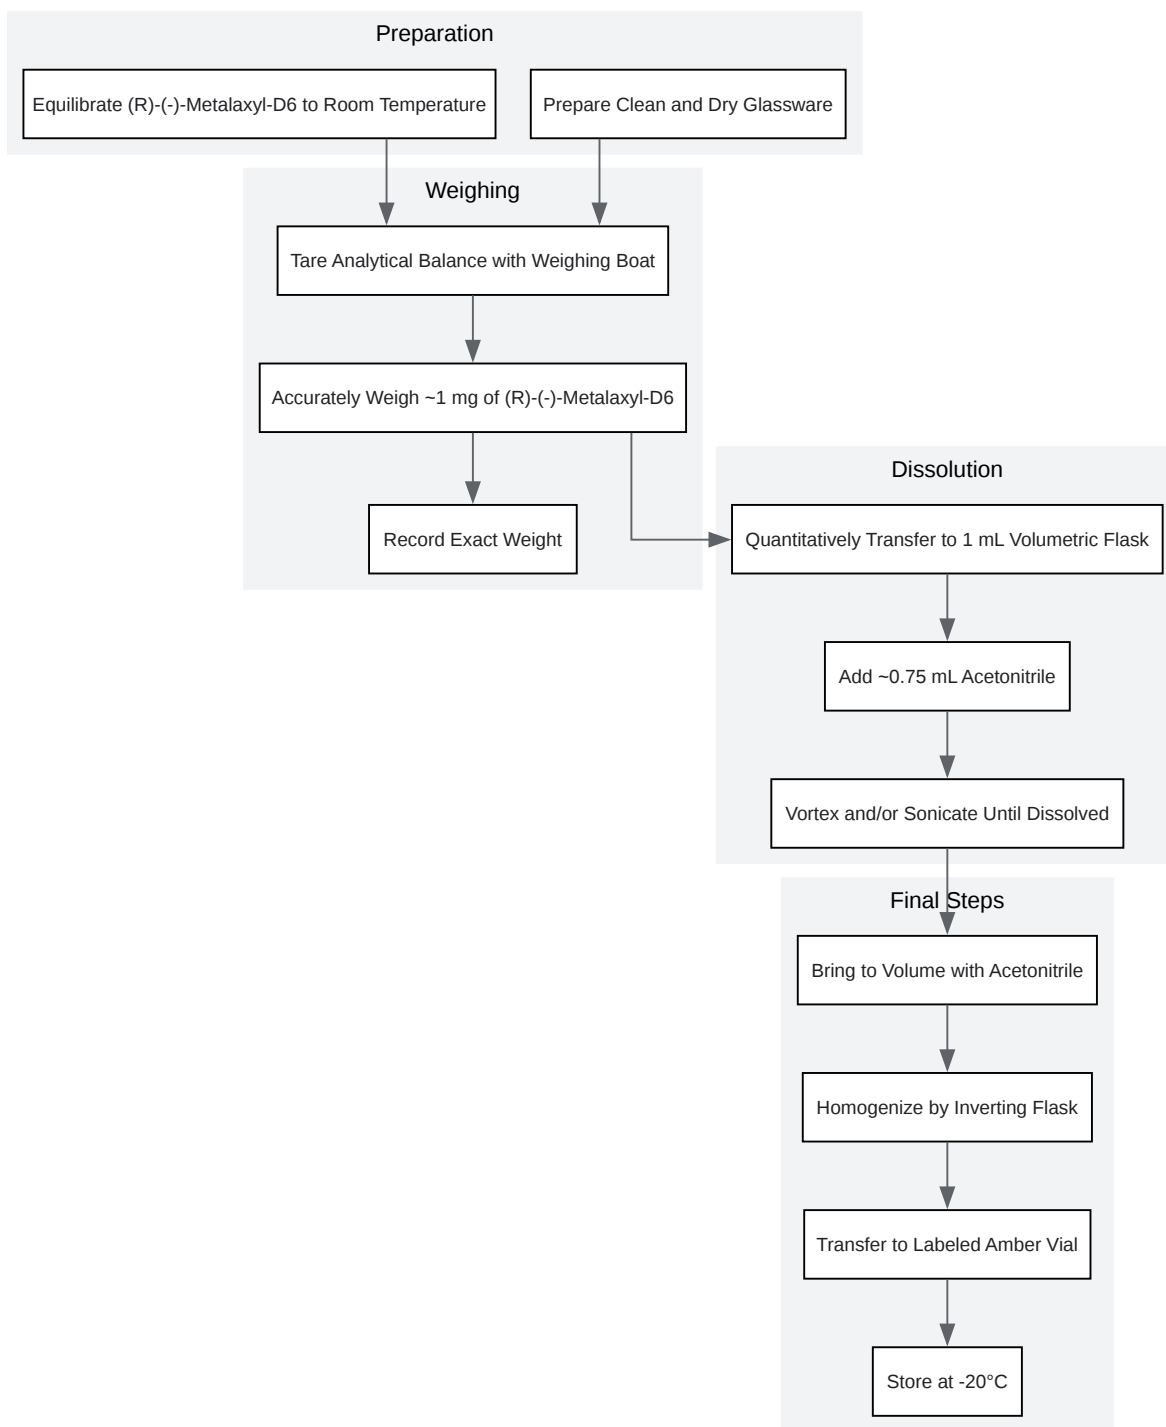 Preparation
Equilibrate (R)-(-)-Metalaxyl-D6 to Room Temperature
Prepare Clean and Dry Glassware
Weighing
Tare Analytical Balance with Weighing Boat
Accurately Weigh ~1 mg of (R)-(-)-Metalaxyl-D6
Record Exact Weight
Dissolution
Quantitatively Transfer to 1 mL Volumetric Flask
Add ~0.75 mL Acetonitrile
Vortex and/or Sonicate Until Dissolved
Final Steps
Bring to Volume with Acetonitrile
Homogenize by Inverting Flask
Transfer to Labeled Amber Vial
Store at -20°C